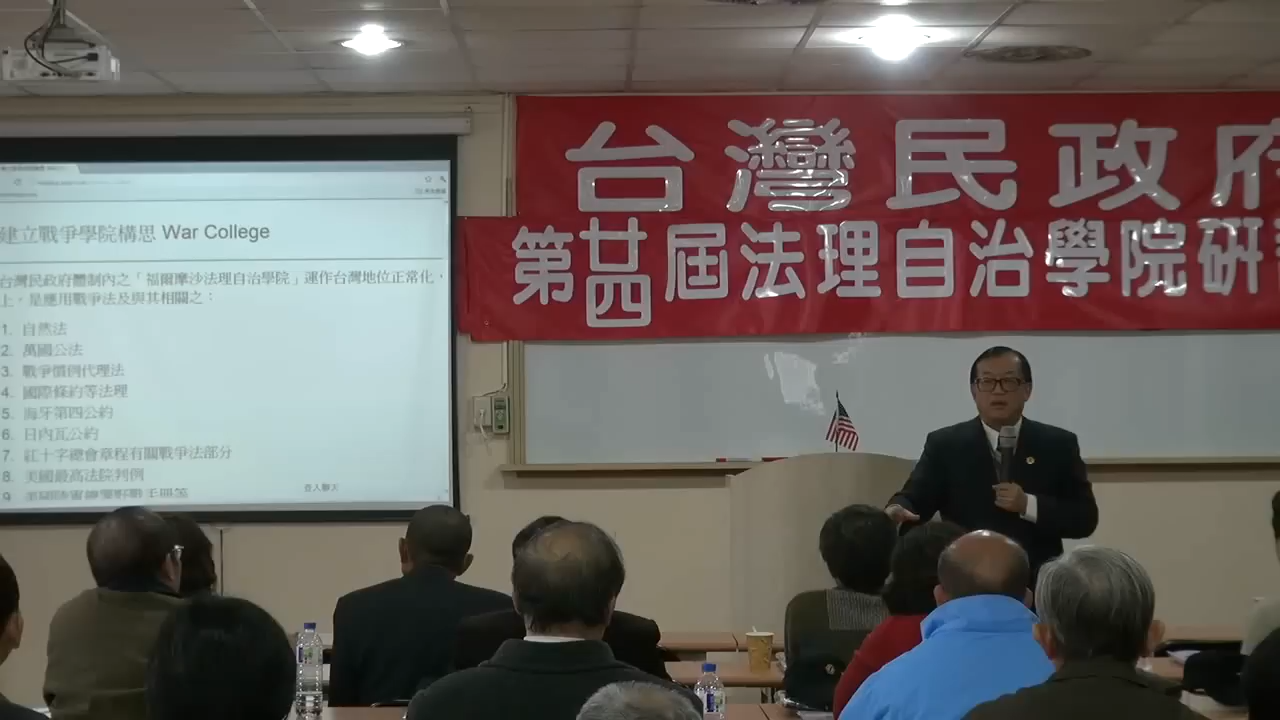 台灣民政府
第廿四屆法理自治學院研
建立戰爭學院構思 War College
台灣民政府體制內之「福爾摩沙法理自治學院」運作台灣地位正常化,
上,是應用戰爭法及與其相關之:
1. 自然法
2. 萬國公法
3. 戰爭慣例代理法
4. 國際條約等法理
5. 海牙第四公約
6. 日內瓦公約
7. 紅十字總會章程有關戰爭法部分
8. 美國最高法院判例
9.
登入聊天